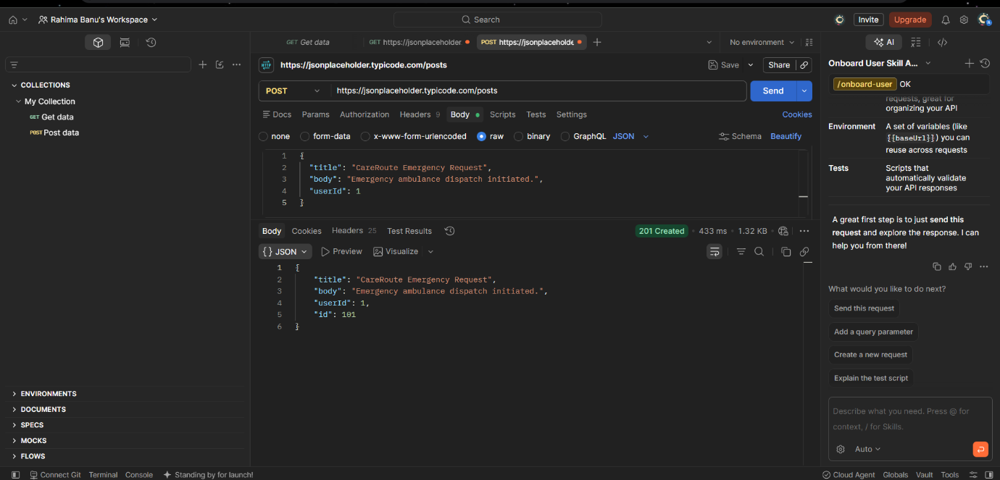 Rahima Banu's Workspace
Search
Invite
Upgrade
GET Get data
GET https://jsonplaceholder
POST https://jsonplaceholde
No environment
AI
COLLECTIONS
My Collection
GET Get data
POST Post data
ENVIRONMENTS
DOCUMENTS
SPECS
MOCKS
FLOWS
HTTP https://jsonplaceholder.typicode.com/posts
Save
Share
POST https://jsonplaceholder.typicode.com/posts
Send
Docs Params Authorization Headers 9 Body Scripts Tests Settings Cookies
none form-data x-www-form-urlencoded raw binary GraphQL JSON Schema Beautify
1 {
2 "title": "CareRoute Emergency Request",
3 "body": "Emergency ambulance dispatch initiated.",
4 "userId": 1
5 }
Body Cookies Headers 25 Test Results 201 Created 433 ms 1.32 KB
{} JSON Preview Visualize
1 {
2 "title": "CareRoute Emergency Request",
3 "body": "Emergency ambulance dispatch initiated.",
4 "userId": 1,
5 "id": 101
6 }
Onboard User Skill A...
/onboard-user OK
requests, great for
organizing your API
Environment A set of variables (like
{{baseUrl}}) you can
reuse across requests
Tests Scripts that
automatically validate
your API responses
A great first step is to just send this
request and explore the response. I can
help you from there!
What would you like to do next?
Send this request
Add a query parameter
Create a new request
Explain the test script
Describe what you need. Press @ for
context, / for Skills.
Auto
Connect Git Terminal Console Standing by for launch! Cloud Agent Globals Vault Tools